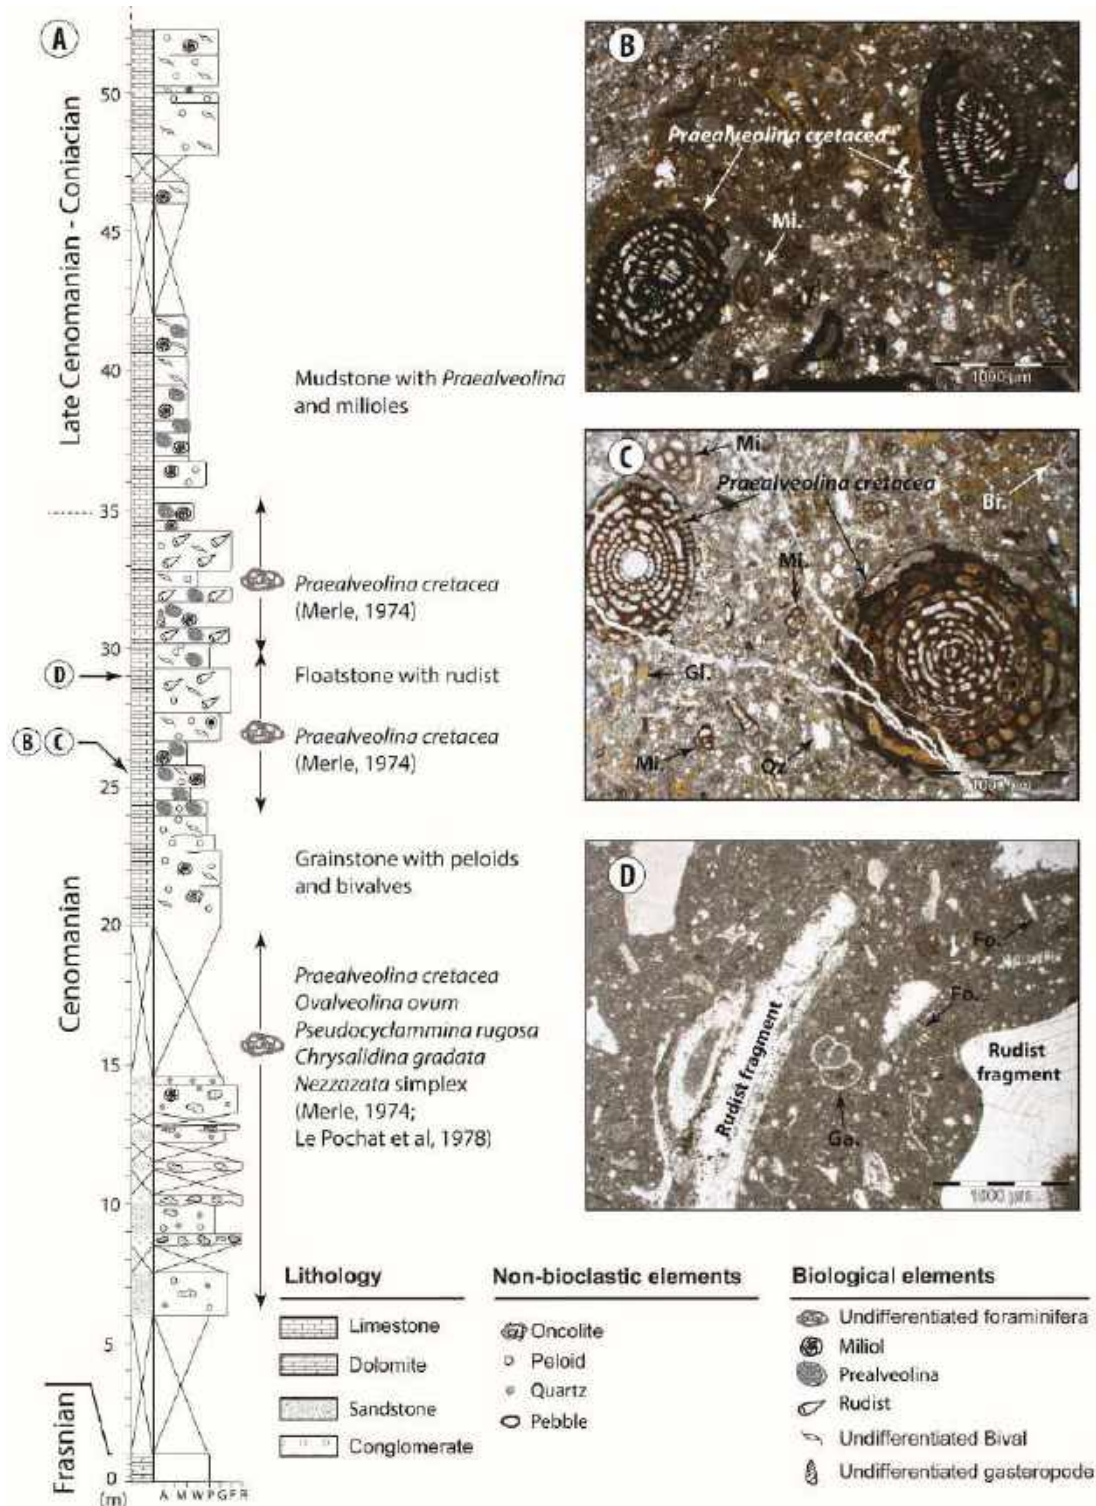 A
Late Cenomanian - Coniacian
Cenomanian
Frasnian
50
45
40
35
30
25
20
15
10
5
0
(m)
A M W P G F R
D
B C
Mudstone with Praealveolina
and milioles
Praealveolina cretacea
(Merle, 1974)
Floatstone with rudist
Praealveolina cretacea
(Merle, 1974)
Grainstone with peloids
and bivalves
Praealveolina cretacea
Ovalveolina ovum
Pseudocyclammina rugosa
Chrysalidina gradata
Nezzazata simplex
(Merle, 1974;
Le Pochat et al, 1978)
B
Praealveolina cretacea
Mi.
1000 µm
C
Mi.
Praealveolina cretacea
Br.
Mi.
Gl.
Mi.
Qz
1000 µm
D
Fo.
Fo.
Rudist fragment
Rudist
fragment
Ga.
1000 µm
Lithology
Limestone
Dolomite
Sandstone
Conglomerate
Non-bioclastic elements
Oncolite
Peloid
Quartz
Pebble
Biological elements
Undifferentiated foraminifera
Miliol
Prealveolina
Rudist
Undifferentiated Bival
Undifferentiated gasteropode